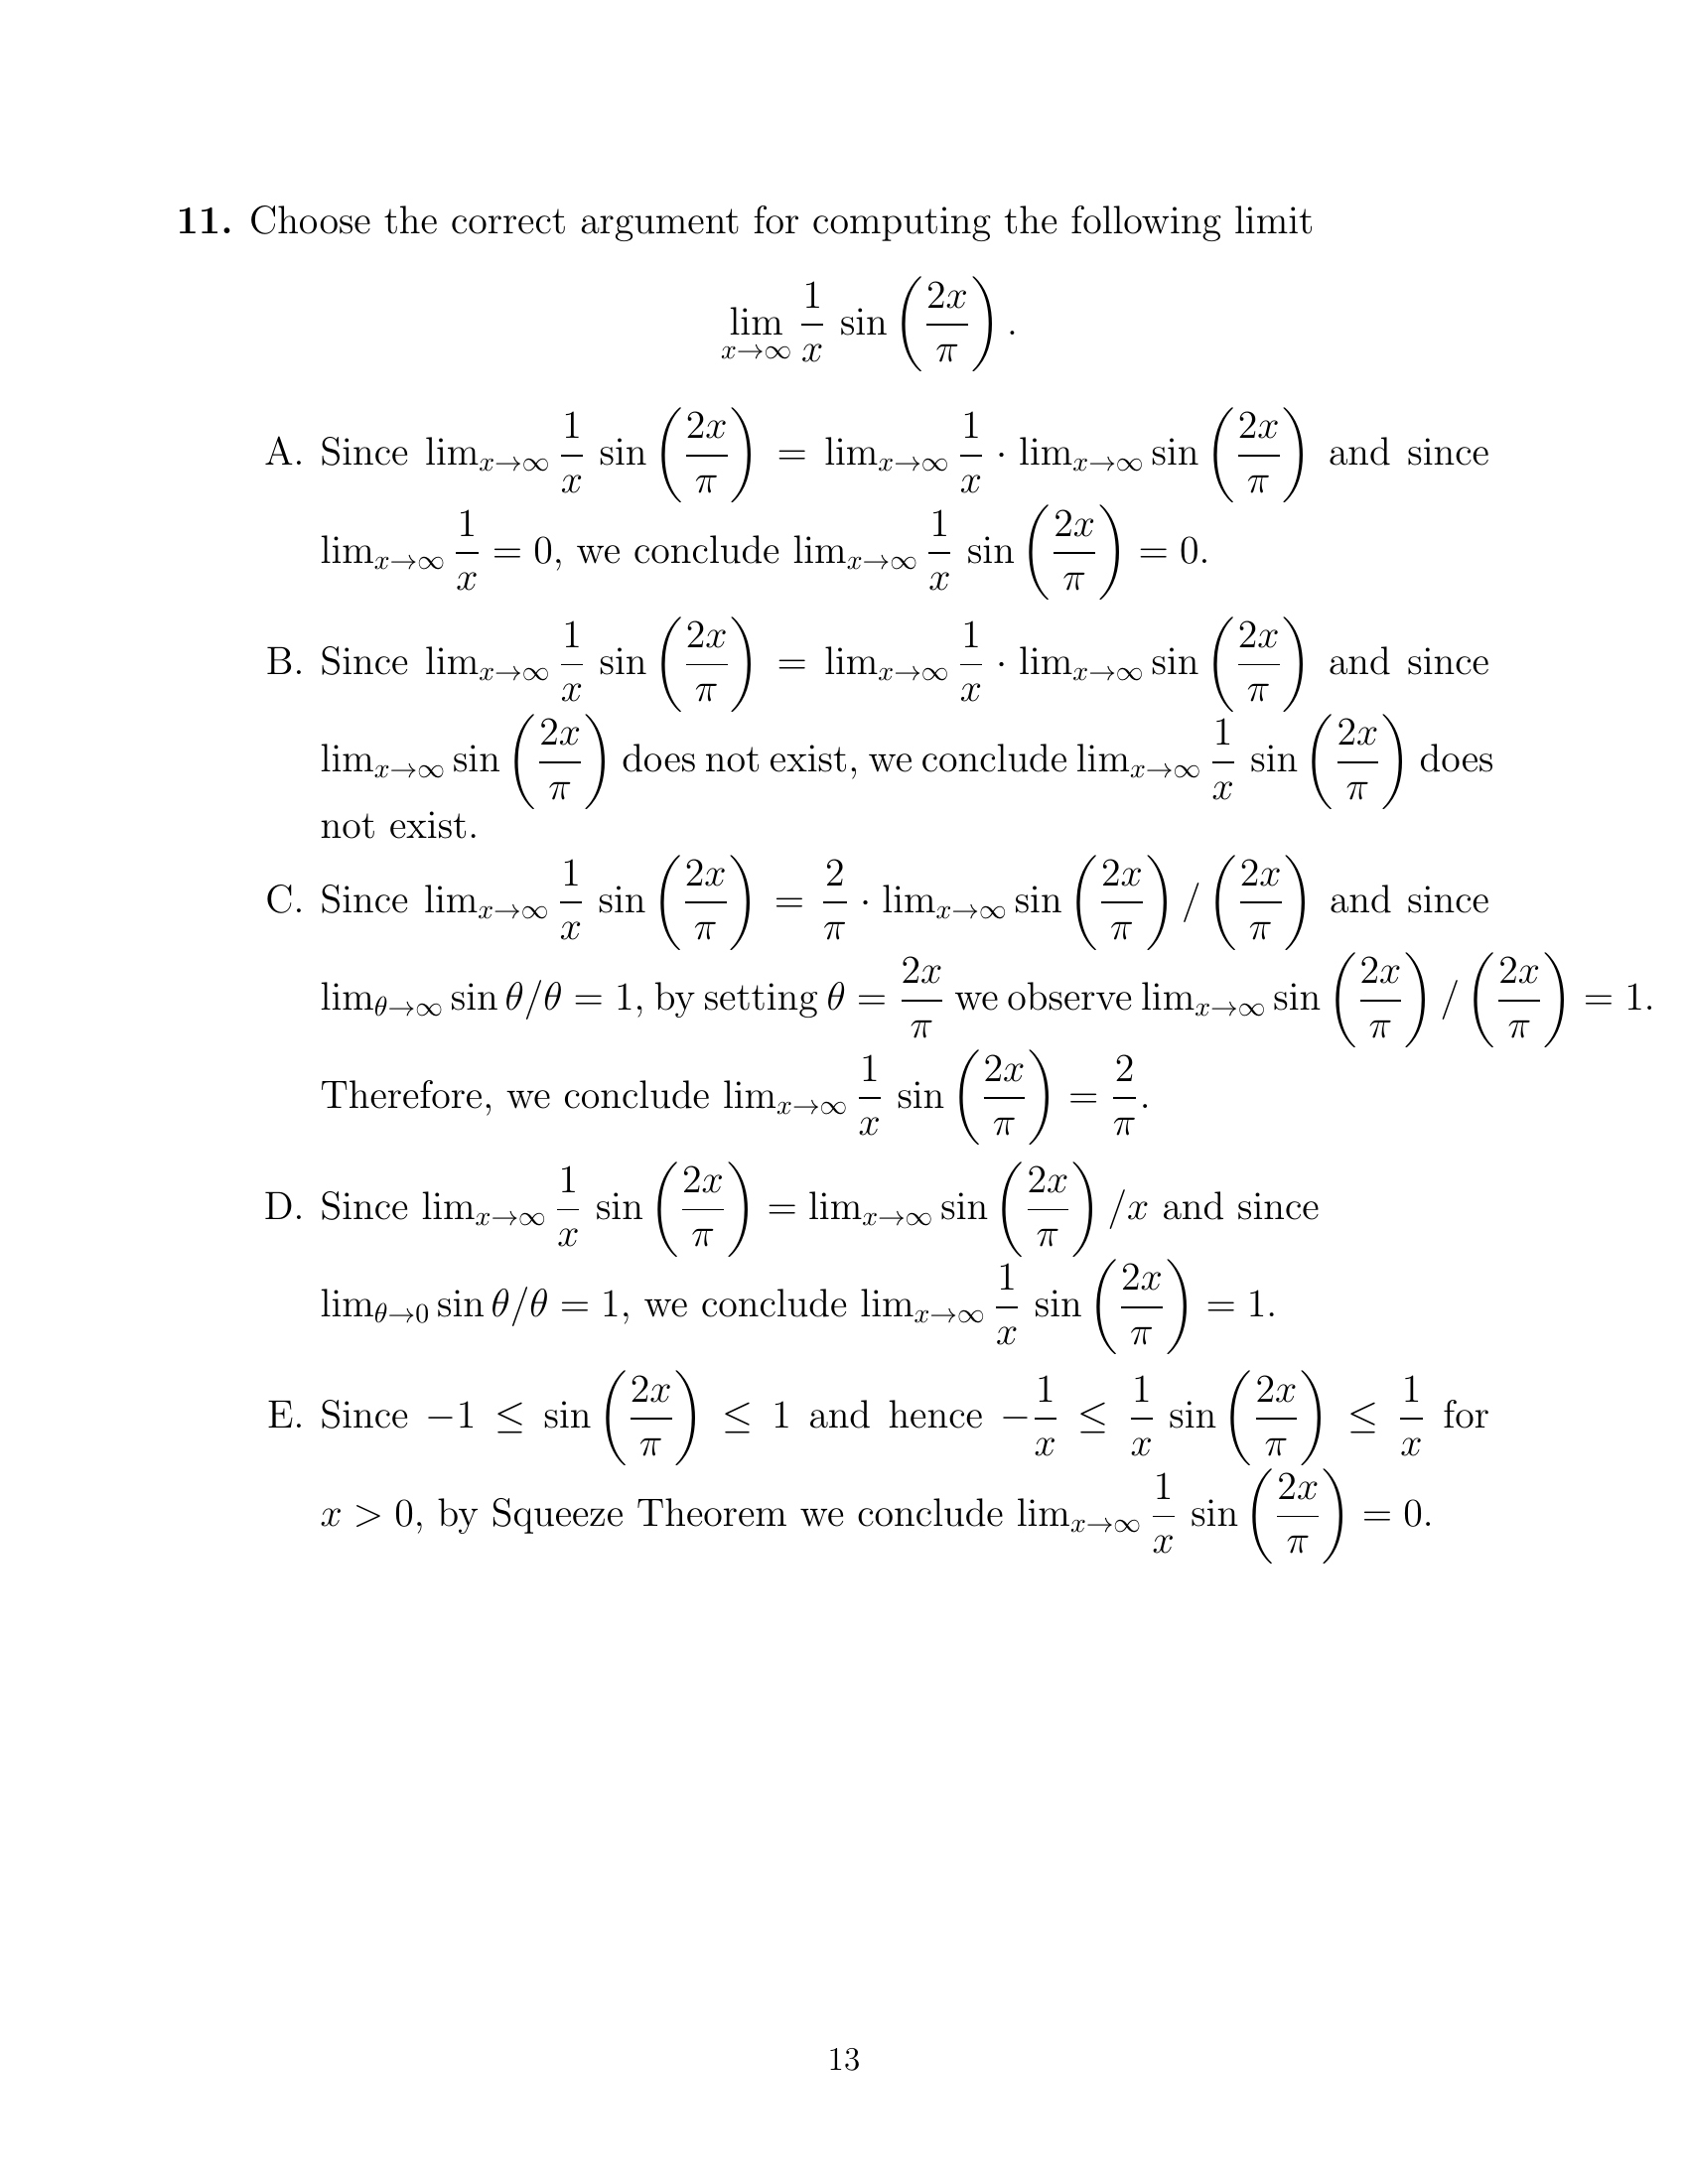 11. Choose the correct argument for computing the following limit
$$\lim_{x\to\infty} \frac{1}{x} \sin\left(\frac{2x}{\pi}\right).$$
A. Since $\lim_{x\to\infty} \frac{1}{x} \sin\left(\frac{2x}{\pi}\right) = \lim_{x\to\infty} \frac{1}{x} \cdot \lim_{x\to\infty} \sin\left(\frac{2x}{\pi}\right)$ and since
$\lim_{x\to\infty} \frac{1}{x} = 0$, we conclude $\lim_{x\to\infty} \frac{1}{x} \sin\left(\frac{2x}{\pi}\right) = 0$.
B. Since $\lim_{x\to\infty} \frac{1}{x} \sin\left(\frac{2x}{\pi}\right) = \lim_{x\to\infty} \frac{1}{x} \cdot \lim_{x\to\infty} \sin\left(\frac{2x}{\pi}\right)$ and since
$\lim_{x\to\infty} \sin\left(\frac{2x}{\pi}\right)$ does not exist, we conclude $\lim_{x\to\infty} \frac{1}{x} \sin\left(\frac{2x}{\pi}\right)$ does
not exist.
C. Since $\lim_{x\to\infty} \frac{1}{x} \sin\left(\frac{2x}{\pi}\right) = \frac{2}{\pi} \cdot \lim_{x\to\infty} \sin\left(\frac{2x}{\pi}\right) / \left(\frac{2x}{\pi}\right)$ and since
$\lim_{\theta\to\infty} \sin\theta/\theta = 1$, by setting $\theta = \frac{2x}{\pi}$ we observe $\lim_{x\to\infty} \sin\left(\frac{2x}{\pi}\right) / \left(\frac{2x}{\pi}\right) = 1$.
Therefore, we conclude $\lim_{x\to\infty} \frac{1}{x} \sin\left(\frac{2x}{\pi}\right) = \frac{2}{\pi}$.
D. Since $\lim_{x\to\infty} \frac{1}{x} \sin\left(\frac{2x}{\pi}\right) = \lim_{x\to\infty} \sin\left(\frac{2x}{\pi}\right) / x$ and since
$\lim_{\theta\to 0} \sin\theta/\theta = 1$, we conclude $\lim_{x\to\infty} \frac{1}{x} \sin\left(\frac{2x}{\pi}\right) = 1$.
E. Since $-1 \leq \sin\left(\frac{2x}{\pi}\right) \leq 1$ and hence $-\frac{1}{x} \leq \frac{1}{x} \sin\left(\frac{2x}{\pi}\right) \leq \frac{1}{x}$ for
$x > 0$, by Squeeze Theorem we conclude $\lim_{x\to\infty} \frac{1}{x} \sin\left(\frac{2x}{\pi}\right) = 0$.
13